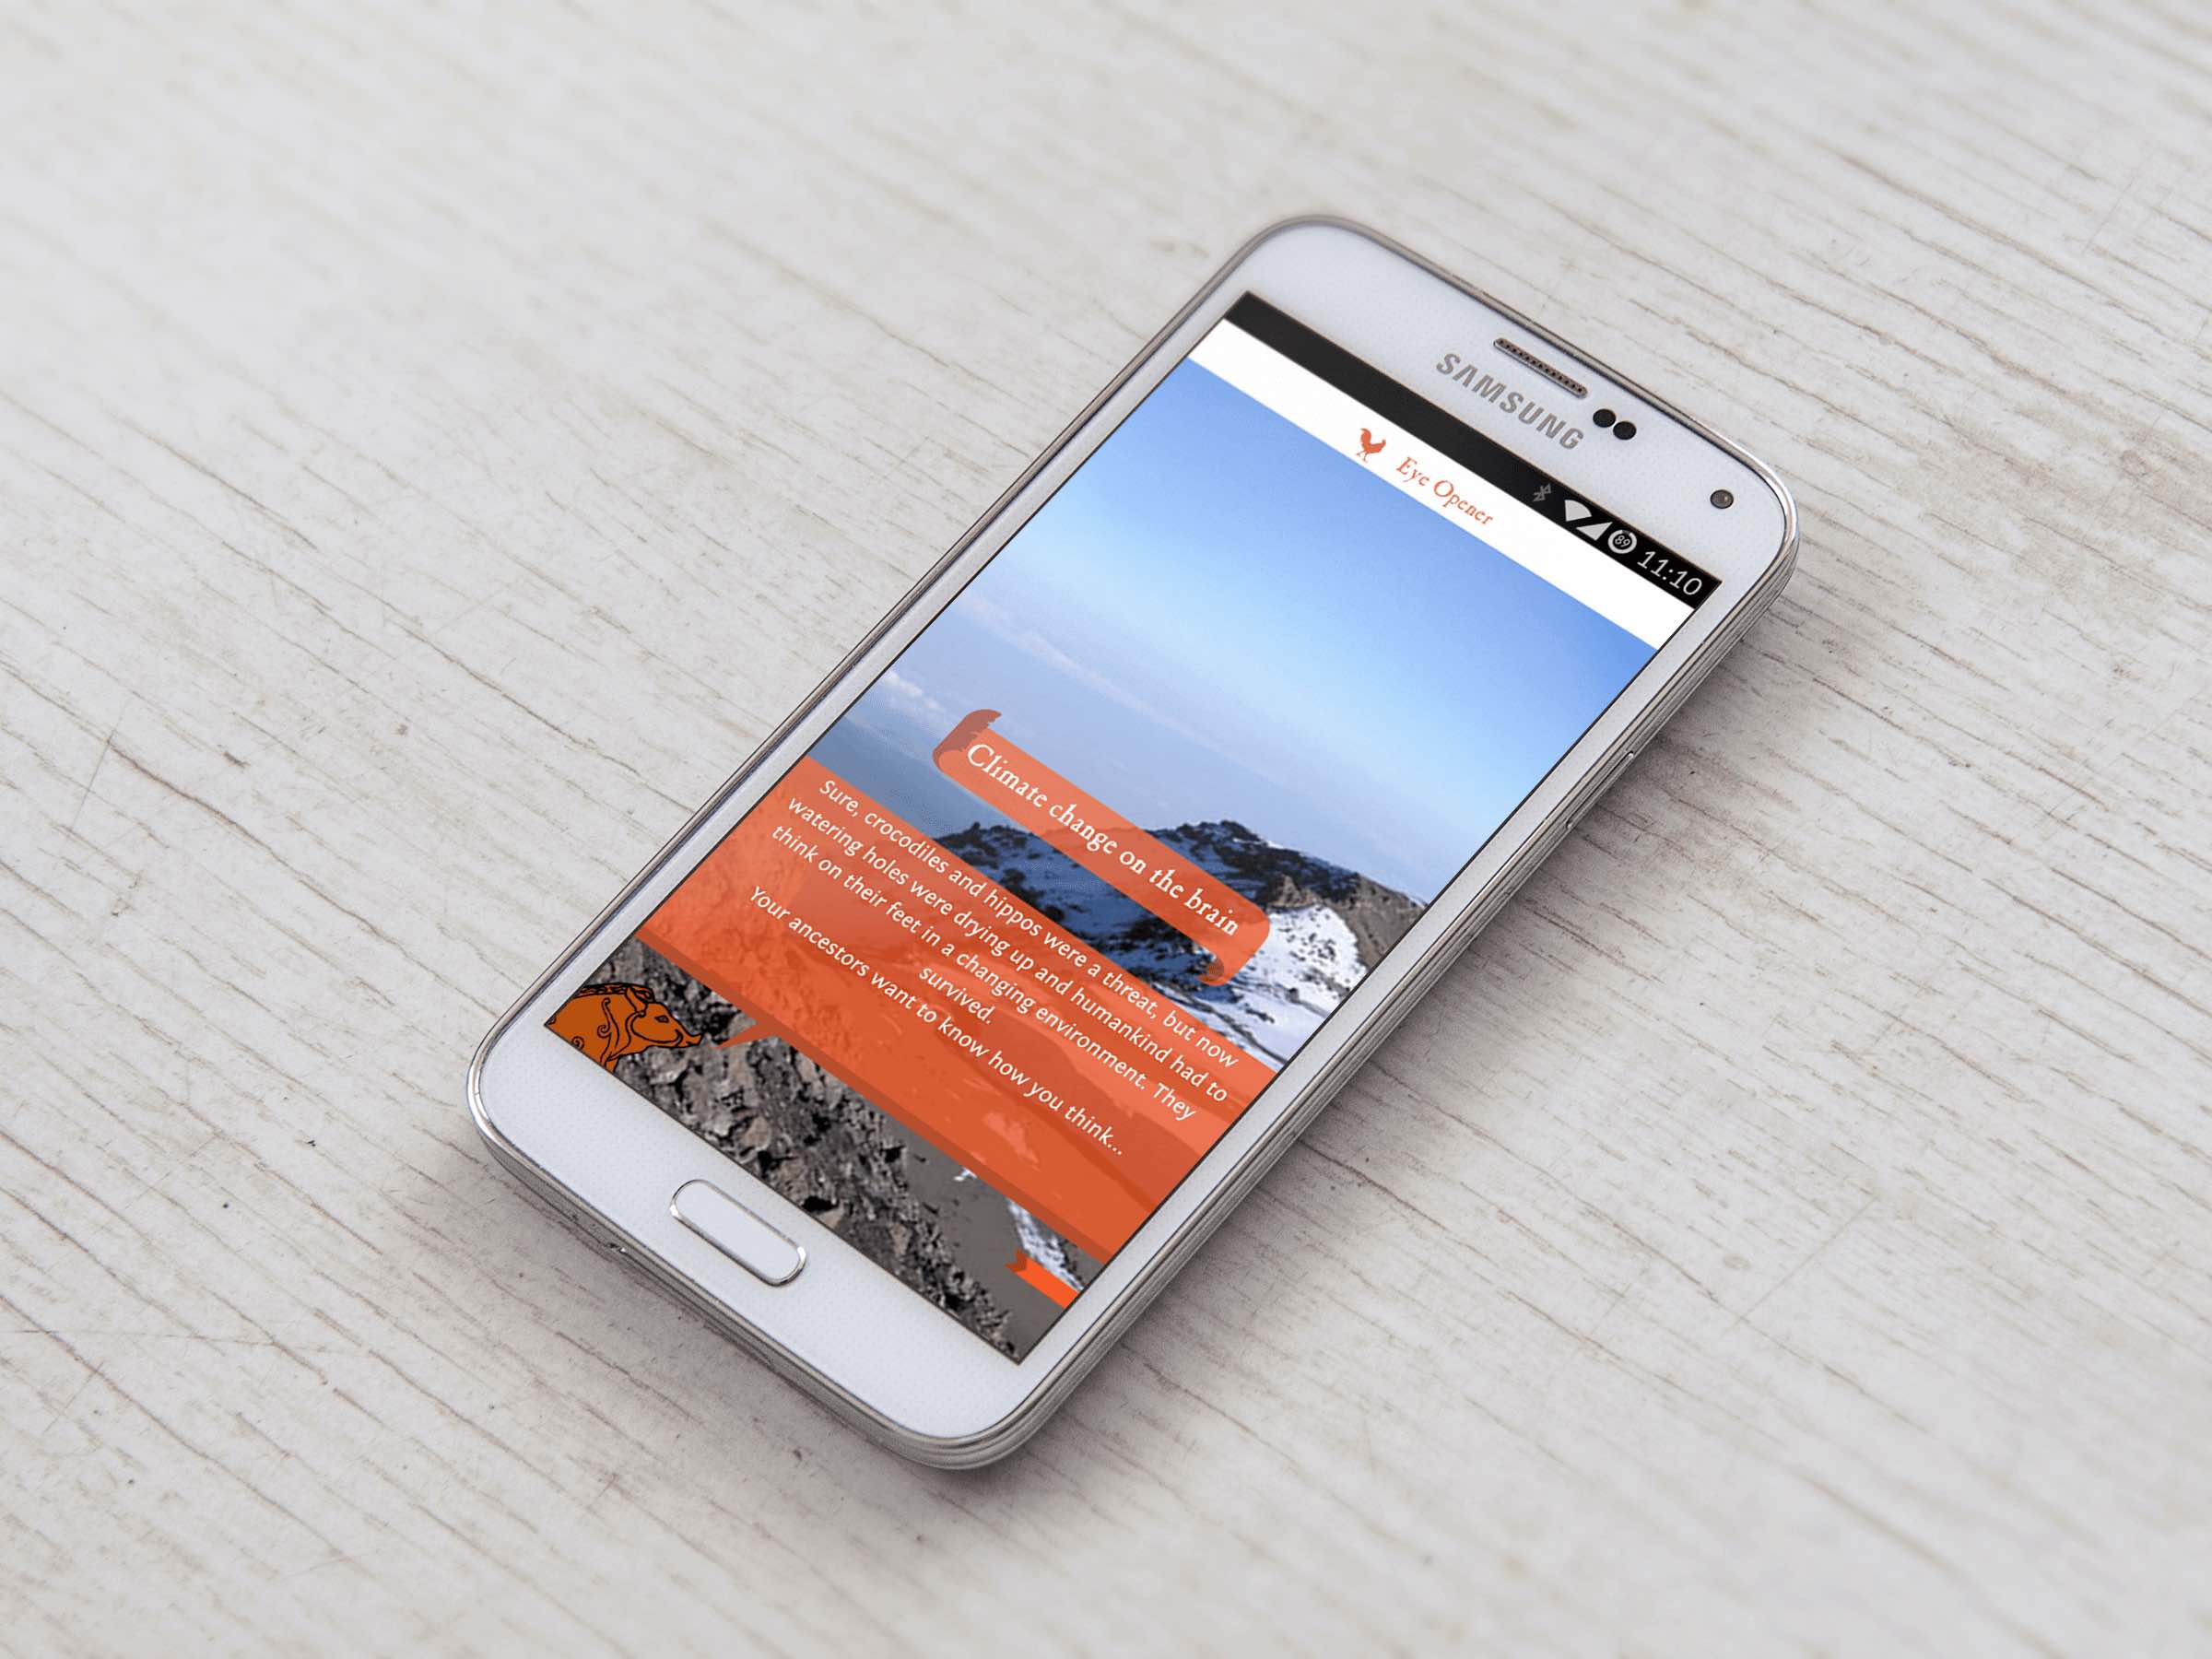 SAMSUNG
89 11:10
Eye Opener
Climate change on the brain
Sure, crocodiles and hippos were a threat, but now
watering holes were drying up and humankind had to
think on their feet in a changing environment. They
survived.
Your ancestors want to know how you think...